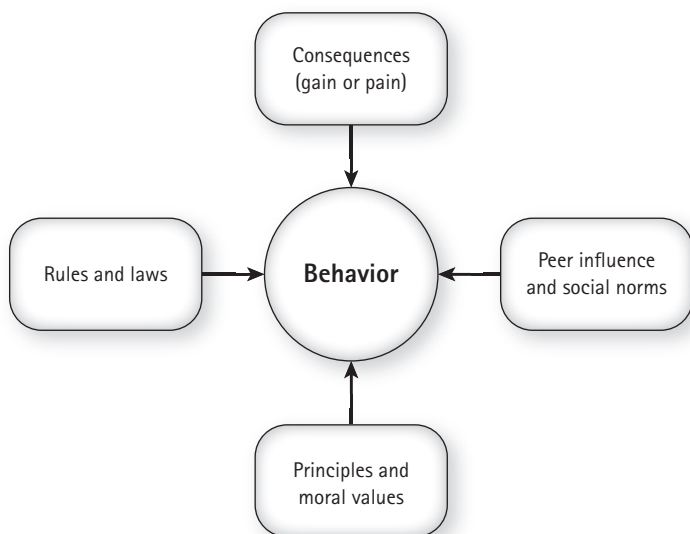 Consequences
(gain or pain)
Rules and laws
Behavior
Peer influence
and social norms
Principles and
moral values